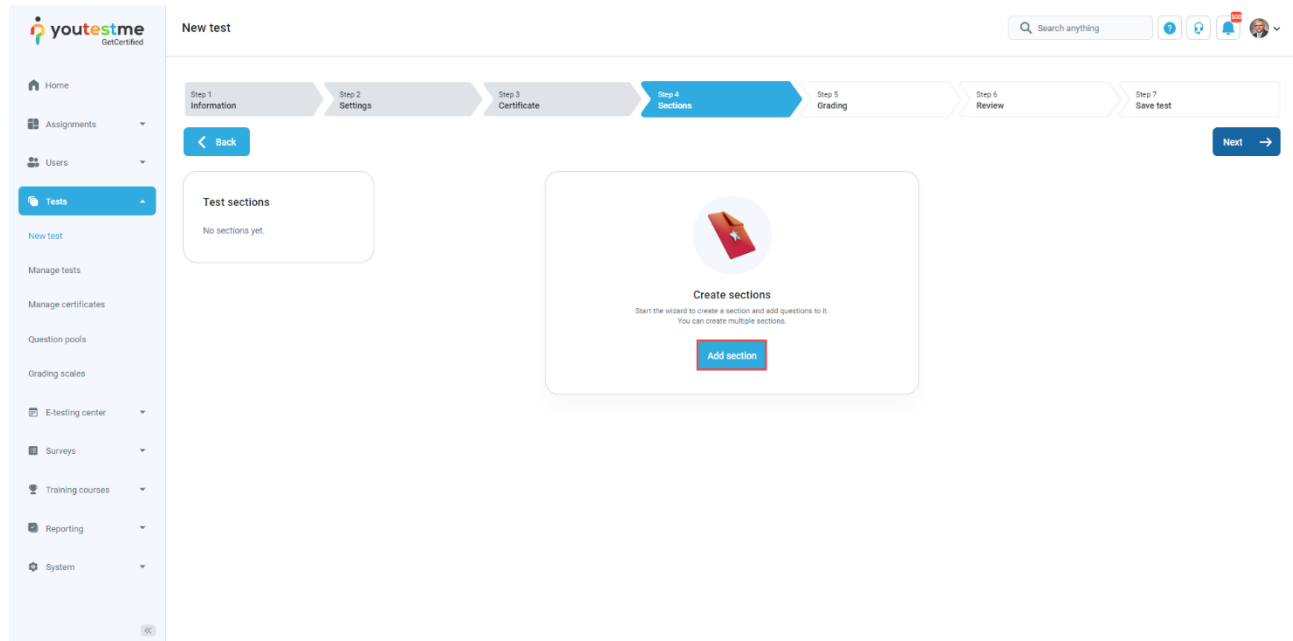 youtestme
GetCertified
New test
Search anything
?
500
Home
Assignments
Users
Tests
New test
Manage tests
Manage certificates
Question pools
Grading scales
E-testing center
Surveys
Training courses
Reporting
System
Step 1
Information
Step 2
Settings
Step 3
Certificate
Step 4
Sections
Step 5
Grading
Step 6
Review
Step 7
Save test
Back
Next
Test sections
No sections yet.
Create sections
Start the wizard to create a section and add questions to it.
You can create multiple sections.
Add section